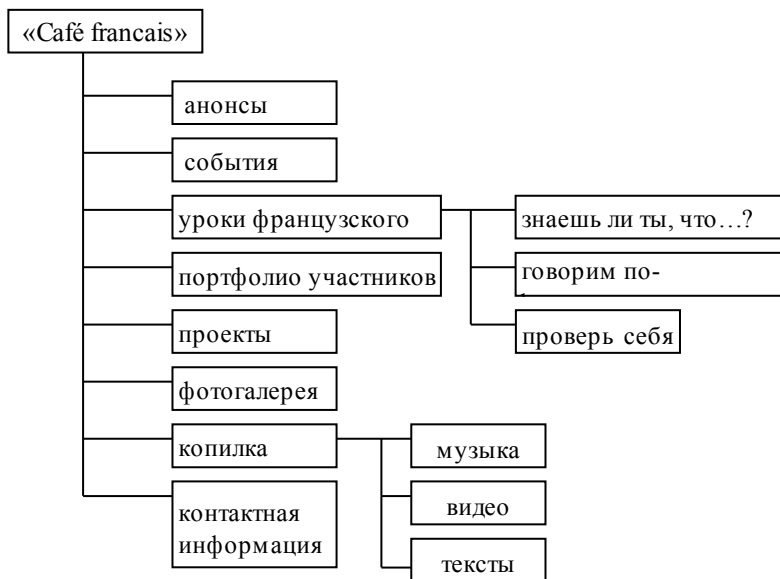 «Café francais»
анонсы
события
уроки французского
знаешь ли ты, что…?
портфолио участников
говорим по-
проекты
проверь себя
фотогалерея
копилка
музыка
видео
контактная
информация
тексты